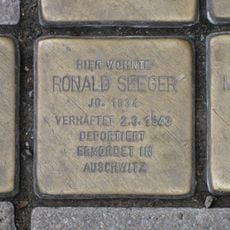 HIER WOHNTE
RONALD SEEGER
JG. 1934
VERHAFTET 2.3.1943
DEPORTIERT
ERMORDET IN
AUSCHWITZ